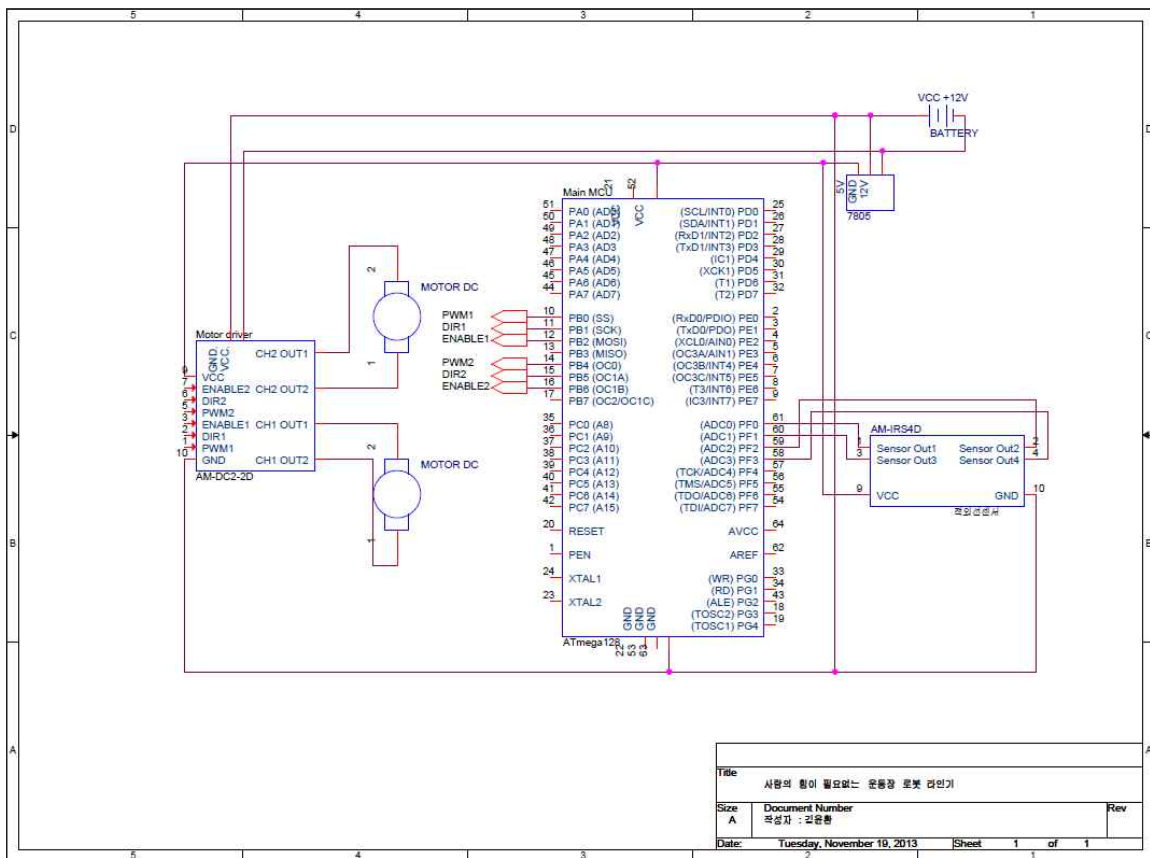 5 4 3 2 1
D
C
B
A
VCC +12V
BATTERY
5V
GND
12V
7805
Main MCU
21
52
VCC
VCC
51 PA0 (AD0)
50 PA1 (AD1)
49 PA2 (AD2)
48 PA3 (AD3
47 PA4 (AD4)
46 PA5 (AD5)
45 PA6 (AD6)
44 PA7 (AD7)
10 PB0 (SS)
11 PB1 (SCK)
12 PB2 (MOSI)
13 PB3 (MISO)
14 PB4 (OC0)
15 PB5 (OC1A)
16 PB6 (OC1B)
17 PB7 (OC2/OC1C)
35 PC0 (A8)
36 PC1 (A9)
37 PC2 (A10)
38 PC3 (A11)
39 PC4 (A12)
40 PC5 (A13)
41 PC6 (A14)
42 PC7 (A15)
20 RESET
1 PEN
24 XTAL1
23 XTAL2
(SCL/INT0) PD0 25
(SDA/INT1) PD1 26
(RxD1/INT2) PD2 27
(TxD1/INT3) PD3 28
(IC1) PD4 29
(XCK1) PD5 30
(T1) PD6 31
(T2) PD7 32
(RxD0/PDIO) PE0 2
(TxD0/PDO) PE1 3
(XCL0/AIN0) PE2 4
(OC3A/AIN1) PE3 5
(OC3B/INT4) PE4 6
(OC3C/INT5) PE5 7
(T3/INT6) PE6 8
(IC3/INT7) PE7 9
(ADC0) PF0 61
(ADC1) PF1 60
(ADC2) PF2 59
(ADC3) PF3 58
(TCK/ADC4) PF4 57
(TMS/ADC5) PF5 56
(TDO/ADC6) PF6 55
(TDI/ADC7) PF7 54
AVCC 64
AREF 62
(WR) PG0 33
(RD) PG1 34
(ALE) PG2 43
(TOSC2) PG3 18
(TOSC1) PG4 19
GND
GND
GND
22
53
63
ATmega128
PWM1
DIR1
ENABLE1
PWM2
DIR2
ENABLE2
2
MOTOR DC
1
2
MOTOR DC
1
Motor driver
GND
VCC
9 VCC
7 ENABLE2
6 DIR2
5 PWM2
3 ENABLE1
2 DIR1
1 PWM1
10 GND
CH2 OUT1
CH2 OUT2
CH1 OUT1
CH1 OUT2
AM-DC2-2D
AM-IRS4D
1 Sensor Out1 Sensor Out2 2
3 Sensor Out3 Sensor Out4 4
9 VCC GND 10
적외선센서
Title
사람의 힘이 필요없는 운동장 로봇 라인기
Size
A
Document Number
작성자 : 김윤환
Rev
Date: Tuesday, November 19, 2013 Sheet 1 of 1
5 4 3 2 1
D
C
B
A